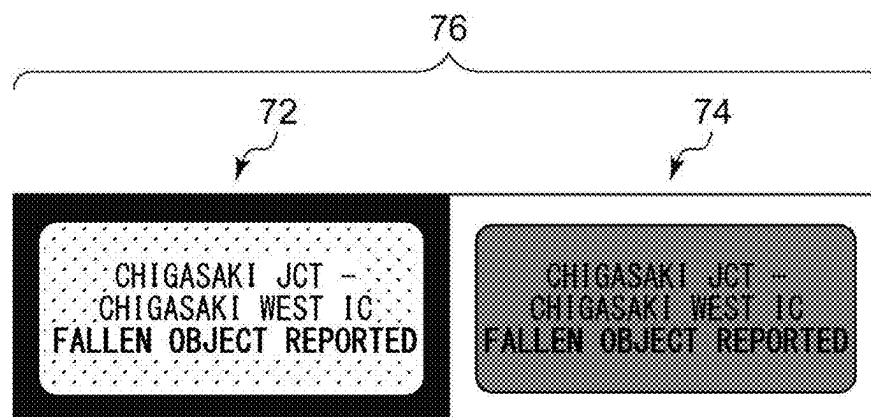 76
72
74
CHIGASAKI JCT –
CHIGASAKI WEST IC
FALLEN OBJECT REPORTED
CHIGASAKI JCT –
CHIGASAKI WEST IC
FALLEN OBJECT REPORTED